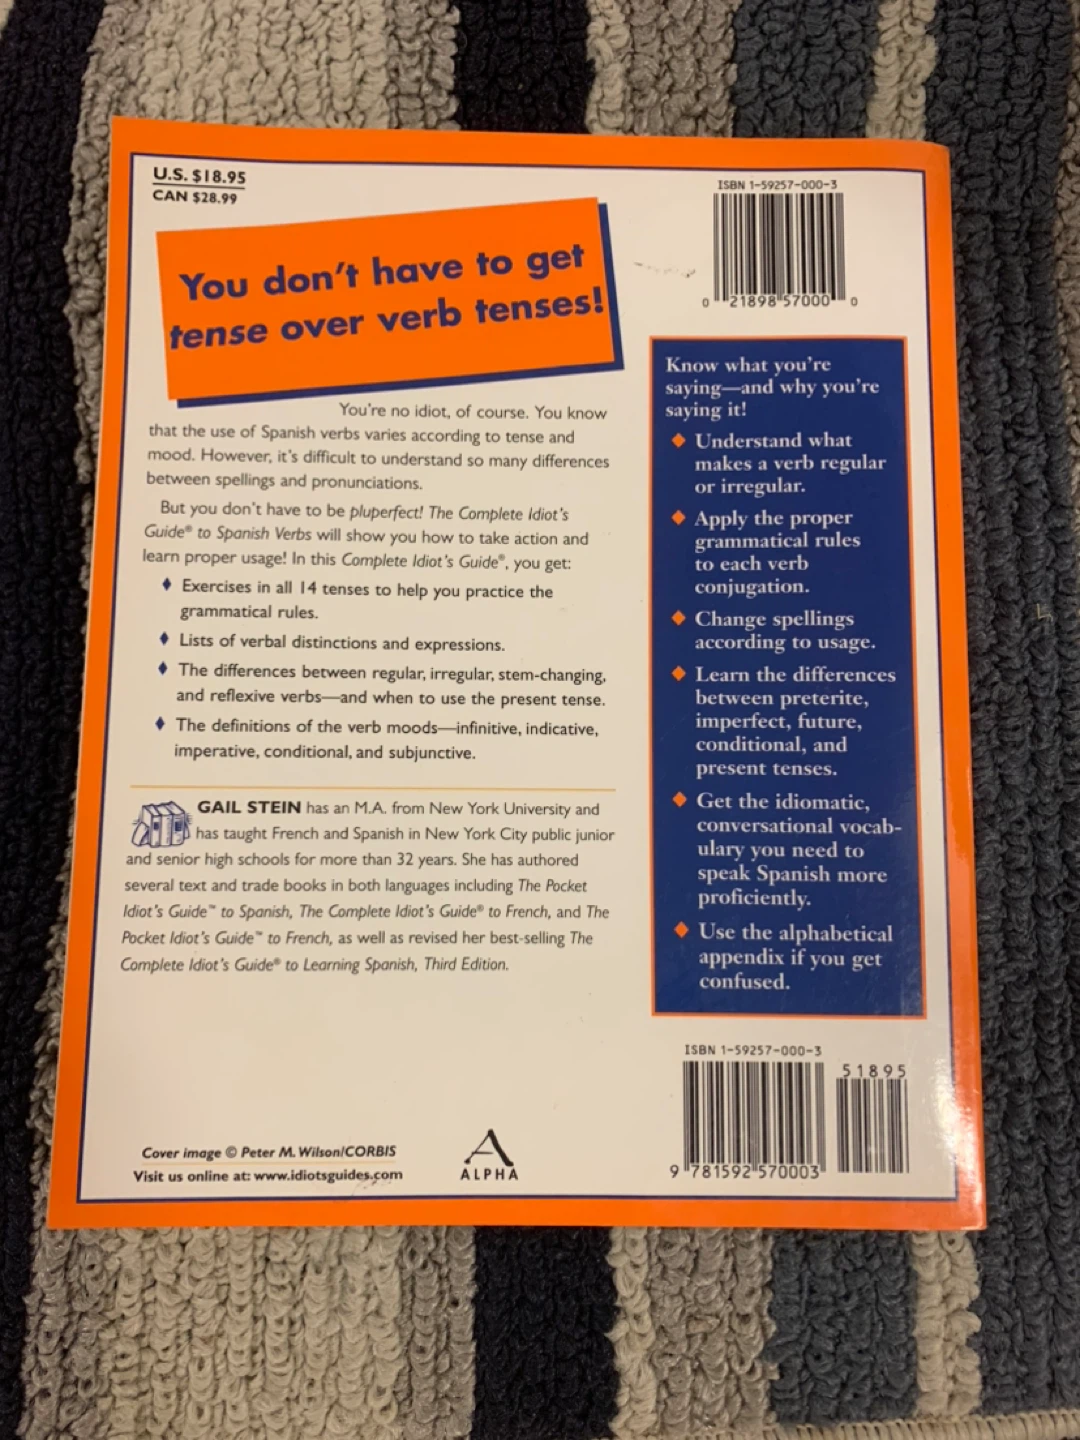 U.S. $18.95
CAN $28.99
ISBN 1-59257-000-3
0 21898 57000 0
You don't have to get
tense over verb tenses!
You're no idiot, of course. You know
that the use of Spanish verbs varies according to tense and
mood. However, it's difficult to understand so many differences
between spellings and pronunciations.
But you don't have to be pluperfect! The Complete Idiot's
Guide® to Spanish Verbs will show you how to take action and
learn proper usage! In this Complete Idiot's Guide®, you get:
♦ Exercises in all 14 tenses to help you practice the
grammatical rules.
♦ Lists of verbal distinctions and expressions.
♦ The differences between regular, irregular, stem-changing,
and reflexive verbs—and when to use the present tense.
♦ The definitions of the verb moods—infinitive, indicative,
imperative, conditional, and subjunctive.
GAIL STEIN has an M.A. from New York University and
has taught French and Spanish in New York City public junior
and senior high schools for more than 32 years. She has authored
several text and trade books in both languages including The Pocket
Idiot's Guide™ to Spanish, The Complete Idiot's Guide® to French, and The
Pocket Idiot's Guide™ to French, as well as revised her best-selling The
Complete Idiot's Guide® to Learning Spanish, Third Edition.
Know what you're
saying—and why you're
saying it!
♦ Understand what
makes a verb regular
or irregular.
♦ Apply the proper
grammatical rules
to each verb
conjugation.
♦ Change spellings
according to usage.
♦ Learn the differences
between preterite,
imperfect, future,
conditional, and
present tenses.
♦ Get the idiomatic,
conversational vocab-
ulary you need to
speak Spanish more
proficiently.
♦ Use the alphabetical
appendix if you get
confused.
Cover image © Peter M. Wilson/CORBIS
Visit us online at: www.idiotsguides.com
ALPHA
ISBN 1-59257-000-3
51895
9 781592 570003